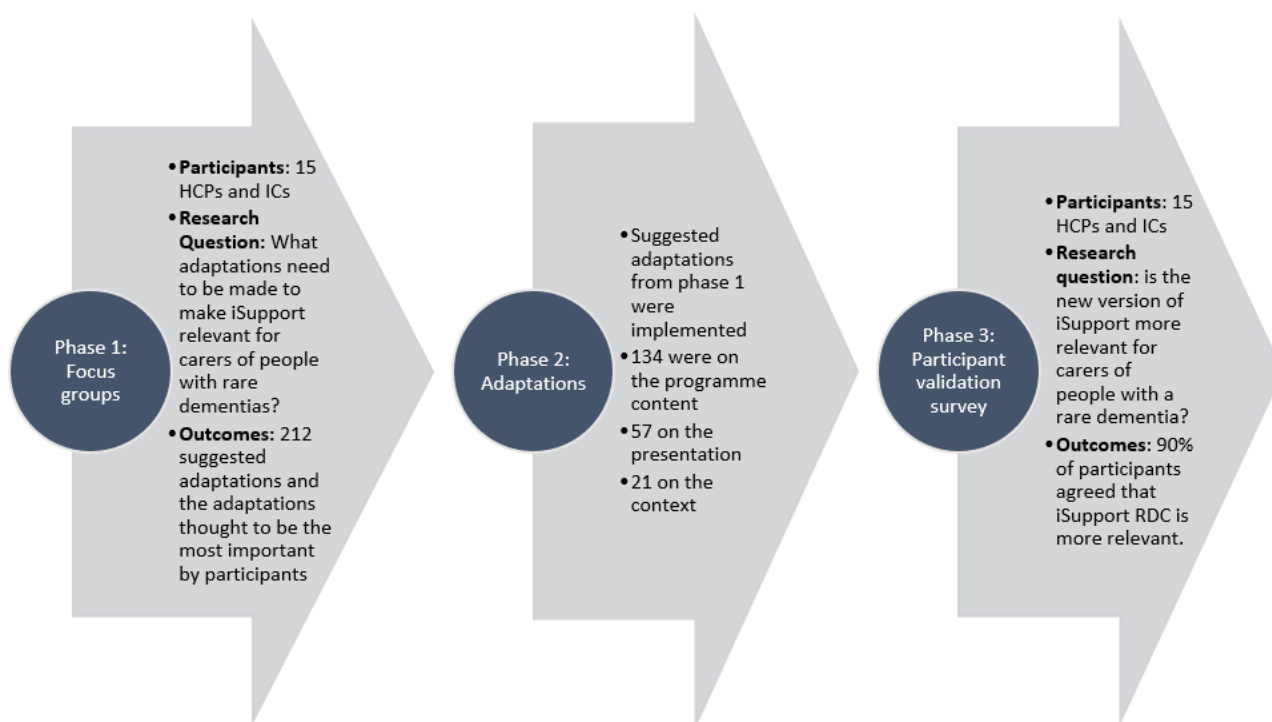 Phase 1:
Focus
groups
•Participants: 15
HCPs and ICs
•Research
Question: What
adaptations need
to be made to
make iSupport
relevant for
carers of people
with rare
dementias?
•Outcomes: 212
suggested
adaptations and
the adaptations
thought to be the
most important
by participants
Phase 2:
Adaptations
•Suggested
adaptations
from phase 1
were
implemented
•134 were on
the programme
content
•57 on the
presentation
•21 on the
context
Phase 3:
Participant
validation
survey
•Participants: 15
HCPs and ICs
•Research
question: is the
new version of
iSupport more
relevant for
carers of
people with a
rare dementia?
•Outcomes: 90%
of participants
agreed that
iSupport RDC is
more relevant.